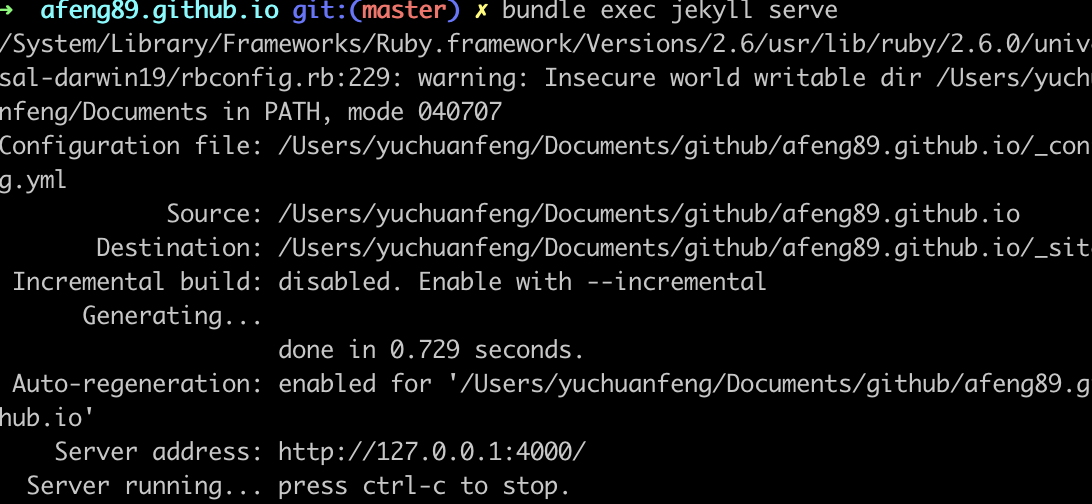 ➜ afeng89.github.io git:(master) ✗ bundle exec jekyll serve
/System/Library/Frameworks/Ruby.framework/Versions/2.6/usr/lib/ruby/2.6.0/unive
sal-darwin19/rbconfig.rb:229: warning: Insecure world writable dir /Users/yuch
nfeng/Documents in PATH, mode 040707
Configuration file: /Users/yuchuanfeng/Documents/github/afeng89.github.io/_con
g.yml
Source: /Users/yuchuanfeng/Documents/github/afeng89.github.io
Destination: /Users/yuchuanfeng/Documents/github/afeng89.github.io/_sit
Incremental build: disabled. Enable with --incremental
Generating...
done in 0.729 seconds.
Auto-regeneration: enabled for '/Users/yuchuanfeng/Documents/github/afeng89.g
hub.io'
Server address: http://127.0.0.1:4000/
Server running... press ctrl-c to stop.